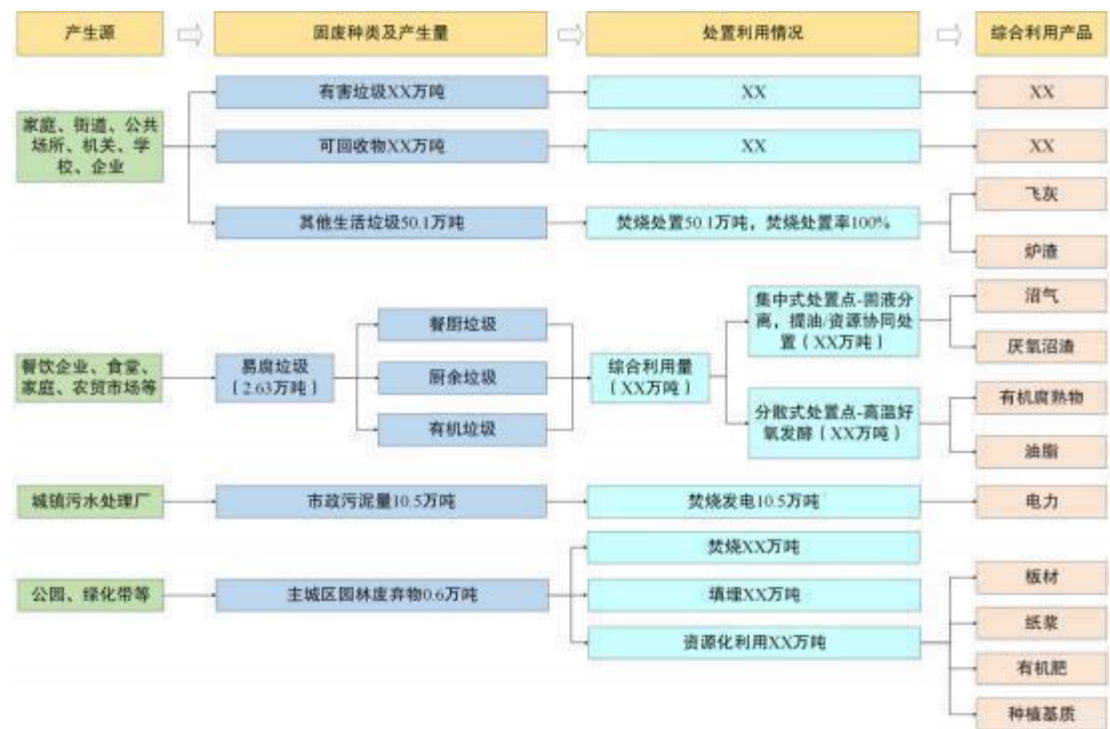 产生源
固废种类及产生量
处置利用情况
综合利用产品
家庭、街道、公共
场所、机关、学
校、企业
有害垃圾XX万吨
XX
XX
可回收物XX万吨
XX
XX
其他生活垃圾50.1万吨
焚烧处置50.1万吨，焚烧处置率100%
飞灰
炉渣
餐饮企业、食堂、
家庭、农贸市场等
易腐垃圾
（2.63万吨）
餐厨垃圾
厨余垃圾
有机垃圾
综合利用量
（XX万吨）
集中式处置点-固液分
离，提油/资源协同处
置（XX万吨）
分散式处置点-高温好
氧发酵（XX万吨）
沼气
厌氧沼渣
有机腐熟物
油脂
城镇污水处理厂
市政污泥量10.5万吨
焚烧发电10.5万吨
电力
公园、绿化带等
主城区园林废弃物0.6万吨
焚烧XX万吨
填埋XX万吨
资源化利用XX万吨
板材
纸浆
有机肥
种植基质